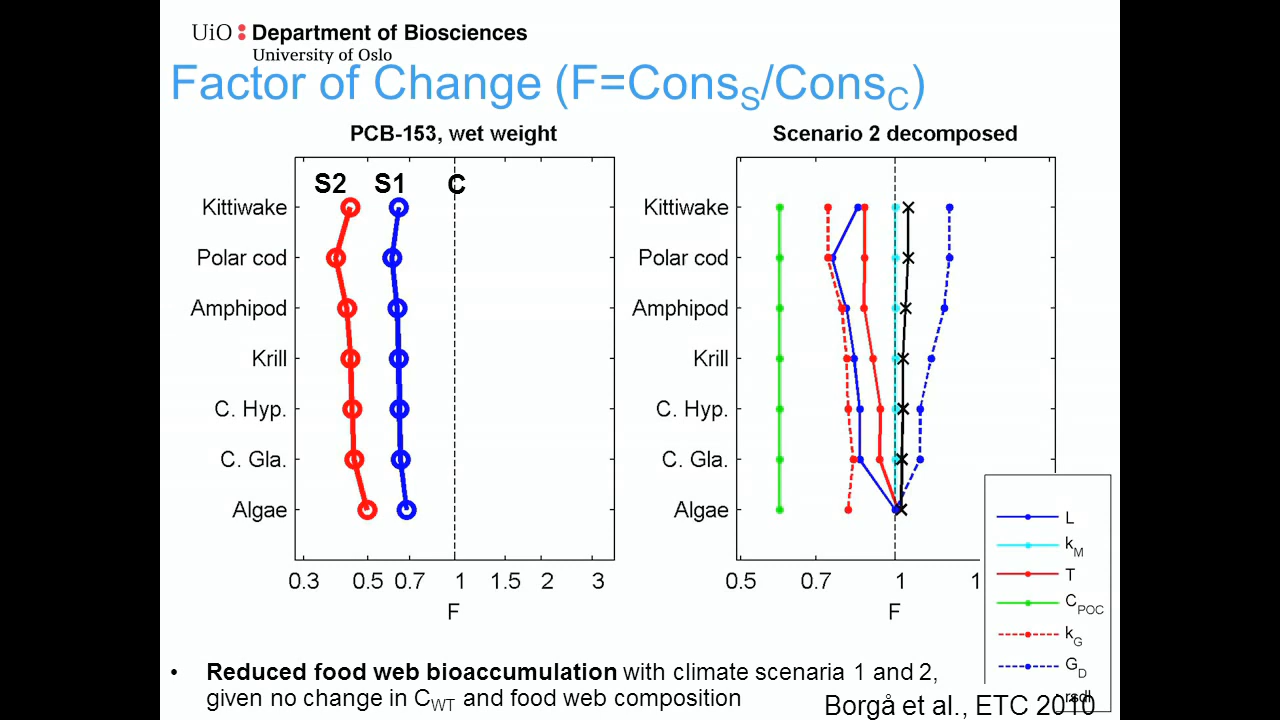 UiO : Department of Biosciences
University of Oslo
Factor of Change (F=ConsS/ConsC)
PCB-153, wet weight
S2 S1 C
Kittiwake
Polar cod
Amphipod
Krill
C. Hyp.
C. Gla.
Algae
0.3 0.5 0.7 1 1.5 2 3
F
Scenario 2 decomposed
Kittiwake
Polar cod
Amphipod
Krill
C. Hyp.
C. Gla.
Algae
0.5 0.7 1 1
F
L
kM
T
CPOC
kG
GD
rsdl
• Reduced food web bioaccumulation with climate scenaria 1 and 2,
given no change in CWT and food web composition
Borgå et al., ETC 2010